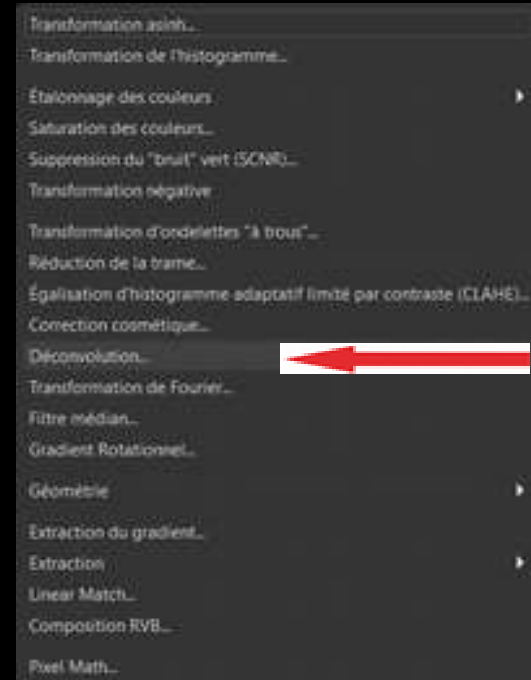 Transformation asinh...
Transformation de l'histogramme...
Étalonnage des couleurs
Saturation des couleurs...
Suppression du "bruit" vert (SCNR)...
Transformation négative
Transformation d'ondelettes "à trous"...
Réduction de la trame...
Égalisation d'histogramme adaptatif limité par contraste (CLAHE)...
Correction cosmétique...
Déconvolution...
Transformation de Fourier...
Filtre médian...
Gradient Rotationnel...
Géométrie
Extraction du gradient...
Extraction
Linear Match...
Composition RVB...
Pixel Math...